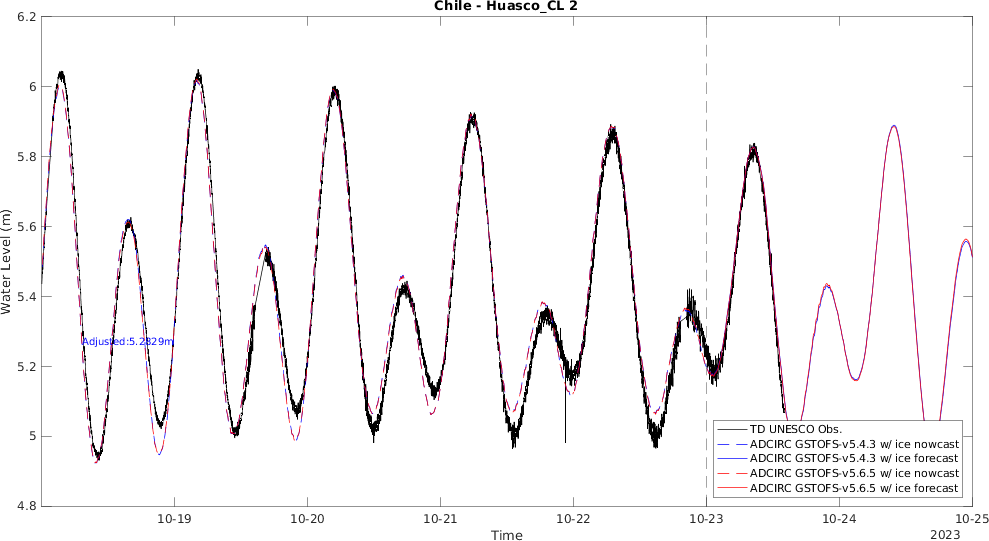 Chile - Huasco_CL 2
6.2
6
5.8
5.6
5.4
5.2
5
4.8
Water Level (m)
Adjusted:5.2329m
TD UNESCO Obs.
ADCIRC GSTOFS-v5.4.3 w/ ice nowcast
ADCIRC GSTOFS-v5.4.3 w/ ice forecast
ADCIRC GSTOFS-v5.6.5 w/ ice nowcast
ADCIRC GSTOFS-v5.6.5 w/ ice forecast
10-19 10-20 10-21 10-22 10-23 10-24 10-25
Time
2023